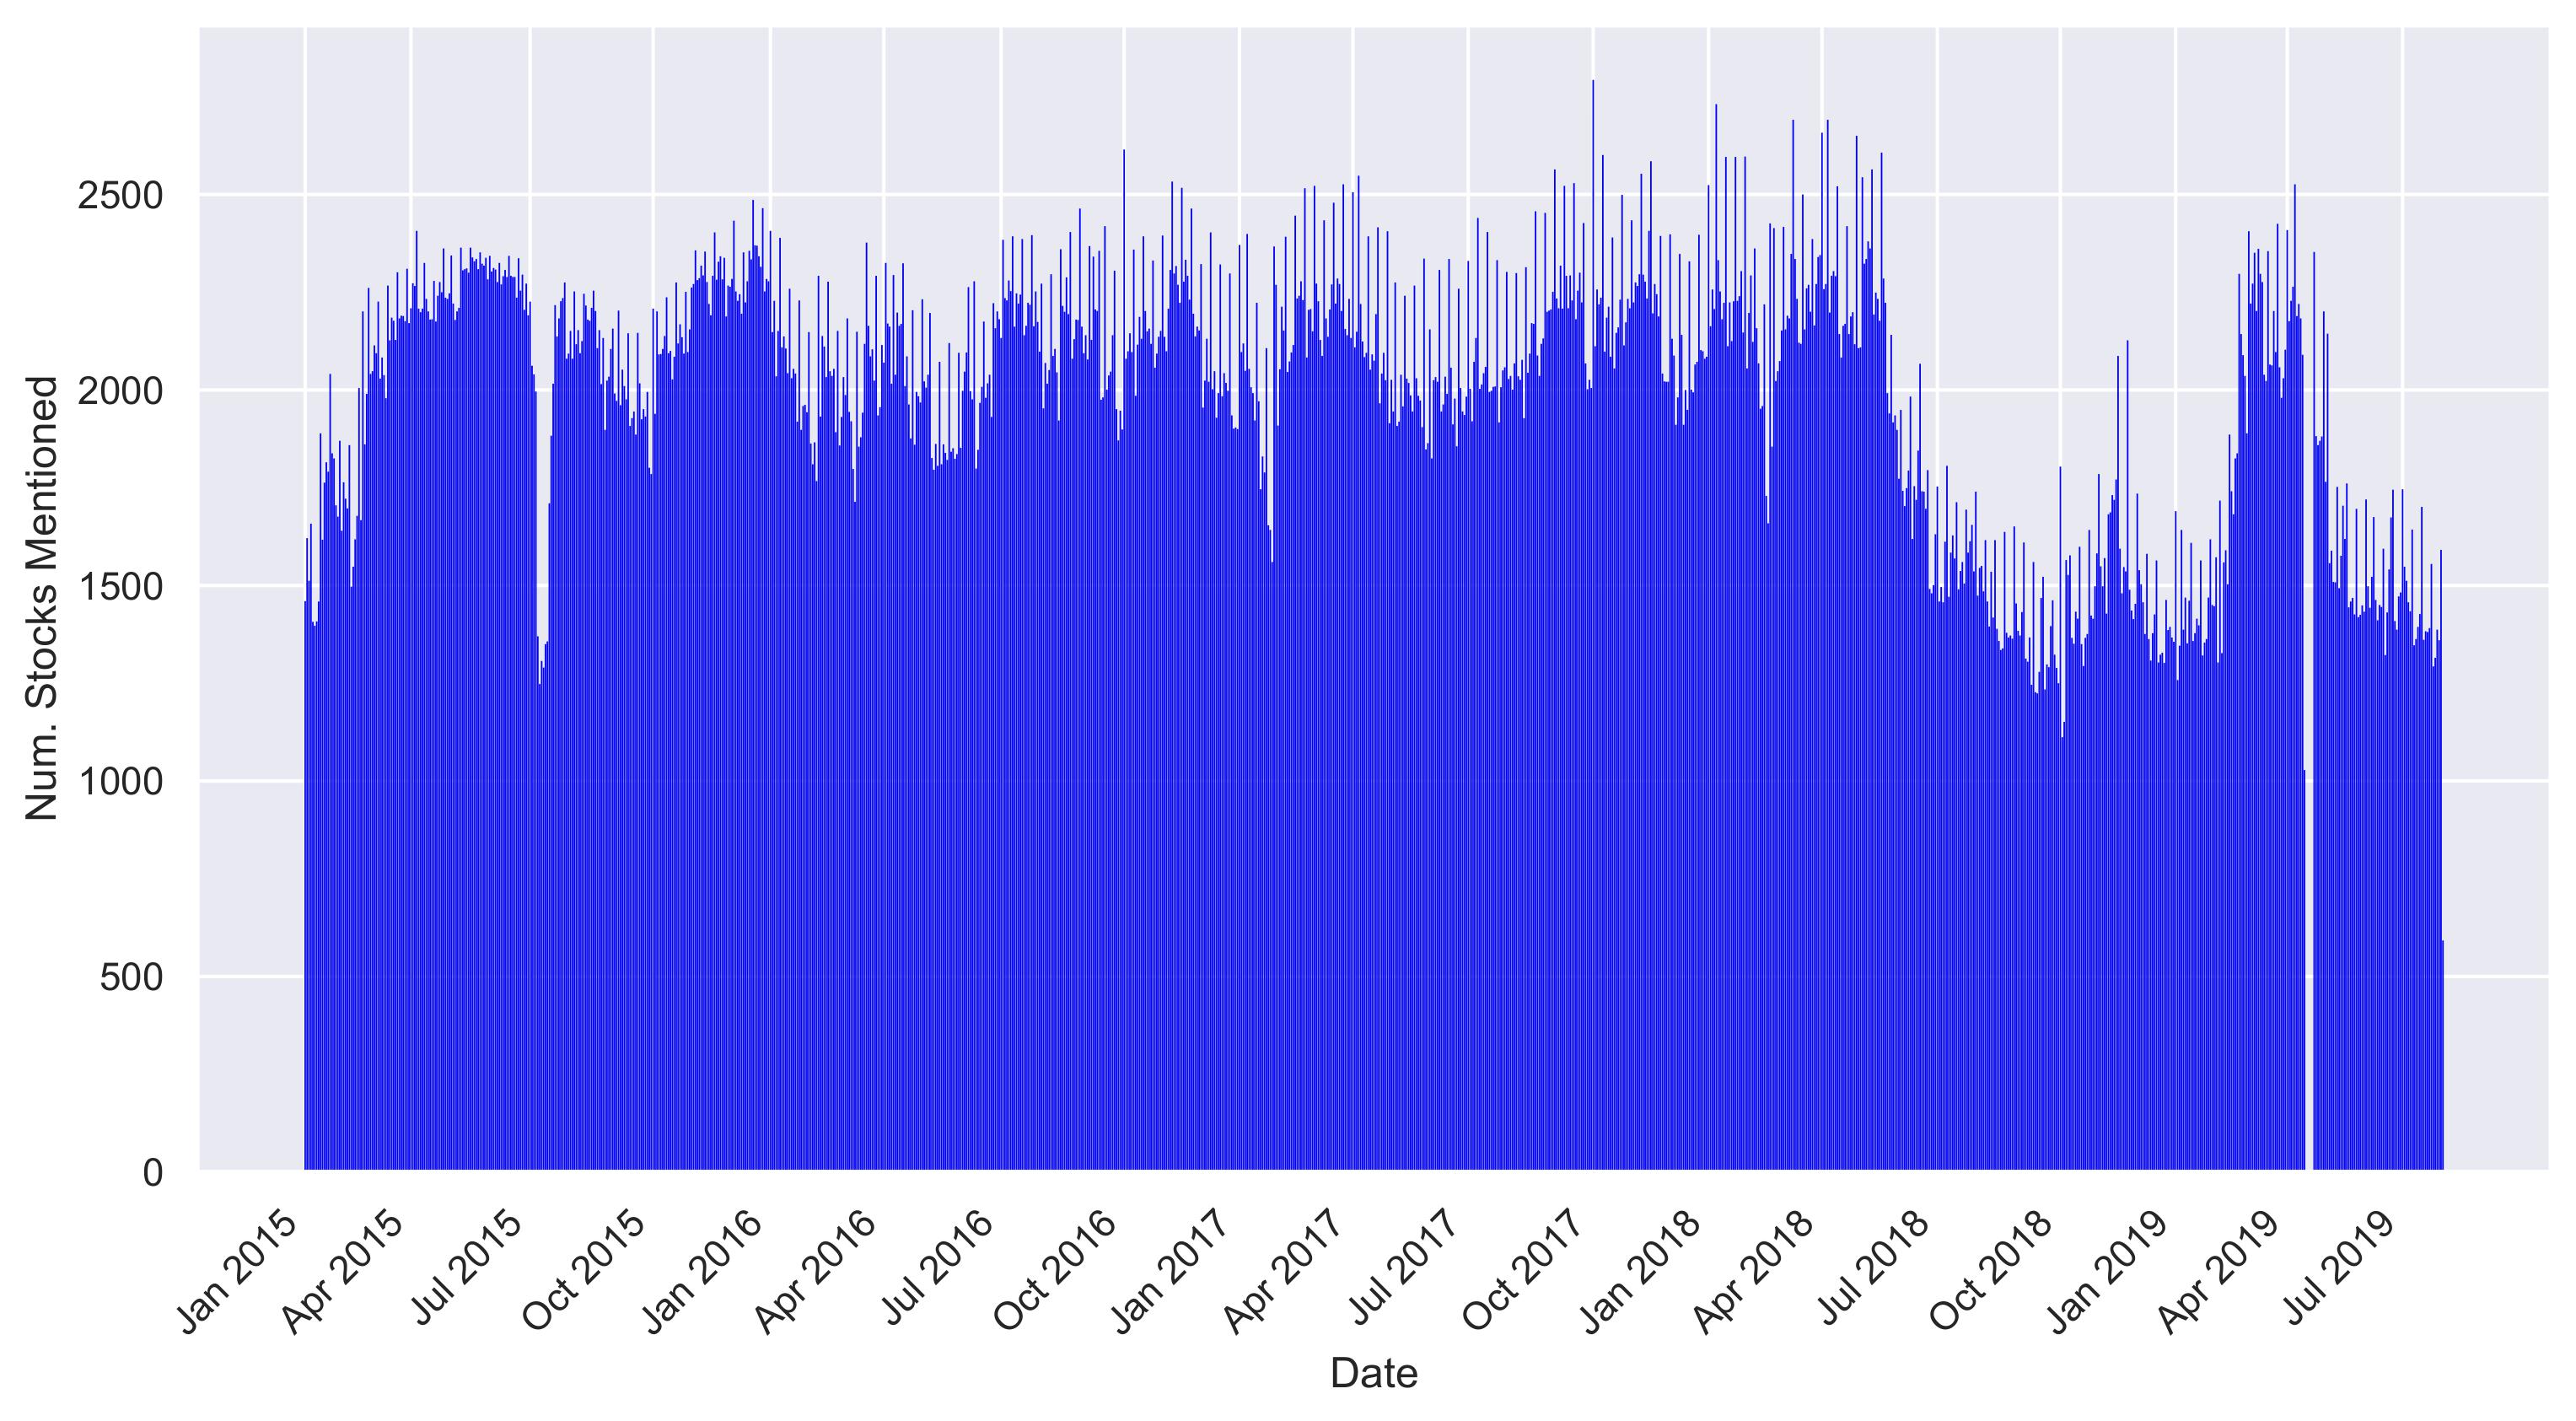 Num. Stocks Mentioned
2500
2000
1500
1000
500
0
Jan 2015
Apr 2015
Jul 2015
Oct 2015
Jan 2016
Apr 2016
Jul 2016
Oct 2016
Jan 2017
Apr 2017
Jul 2017
Oct 2017
Jan 2018
Apr 2018
Jul 2018
Oct 2018
Jan 2019
Apr 2019
Jul 2019
Date